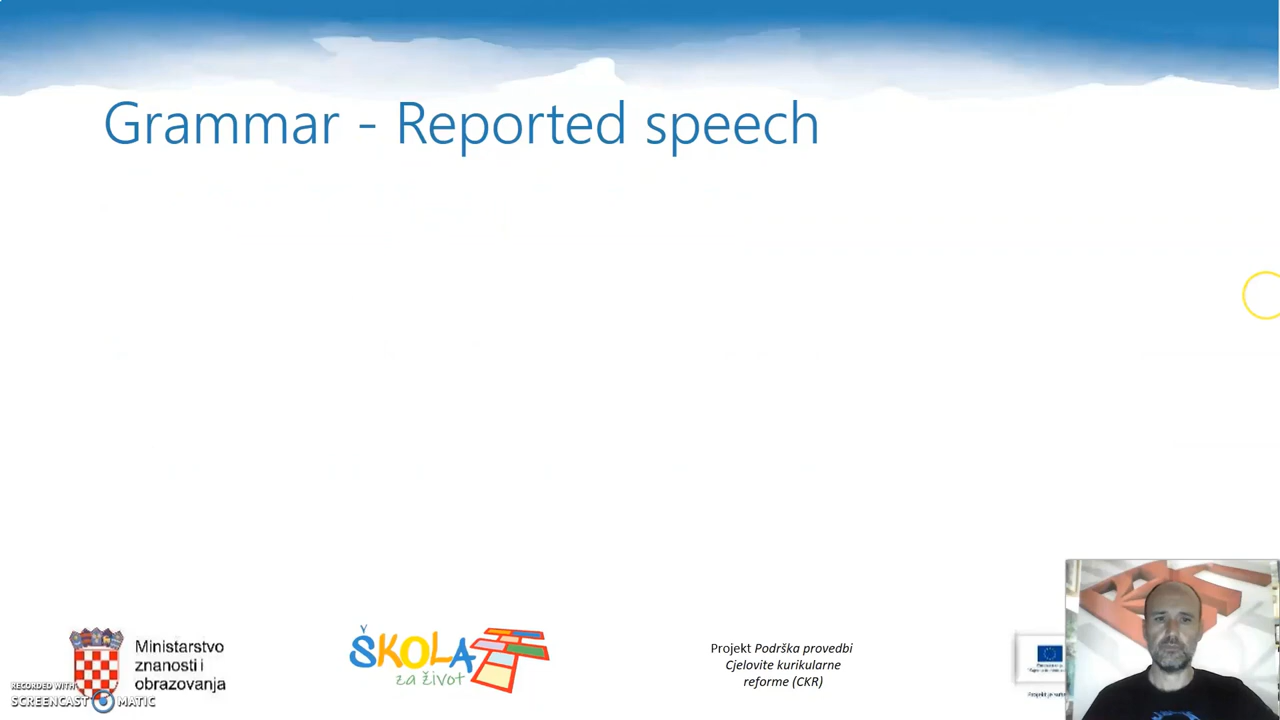 Grammar - Reported speech
Ministarstvo
znanosti i
obrazovanja
ŠKOLA
za život
Projekt Podrška provedbi
Cjelovite kurikularne
reforme (CKR)
RECORDED WITH
SCREENCAST MATIC